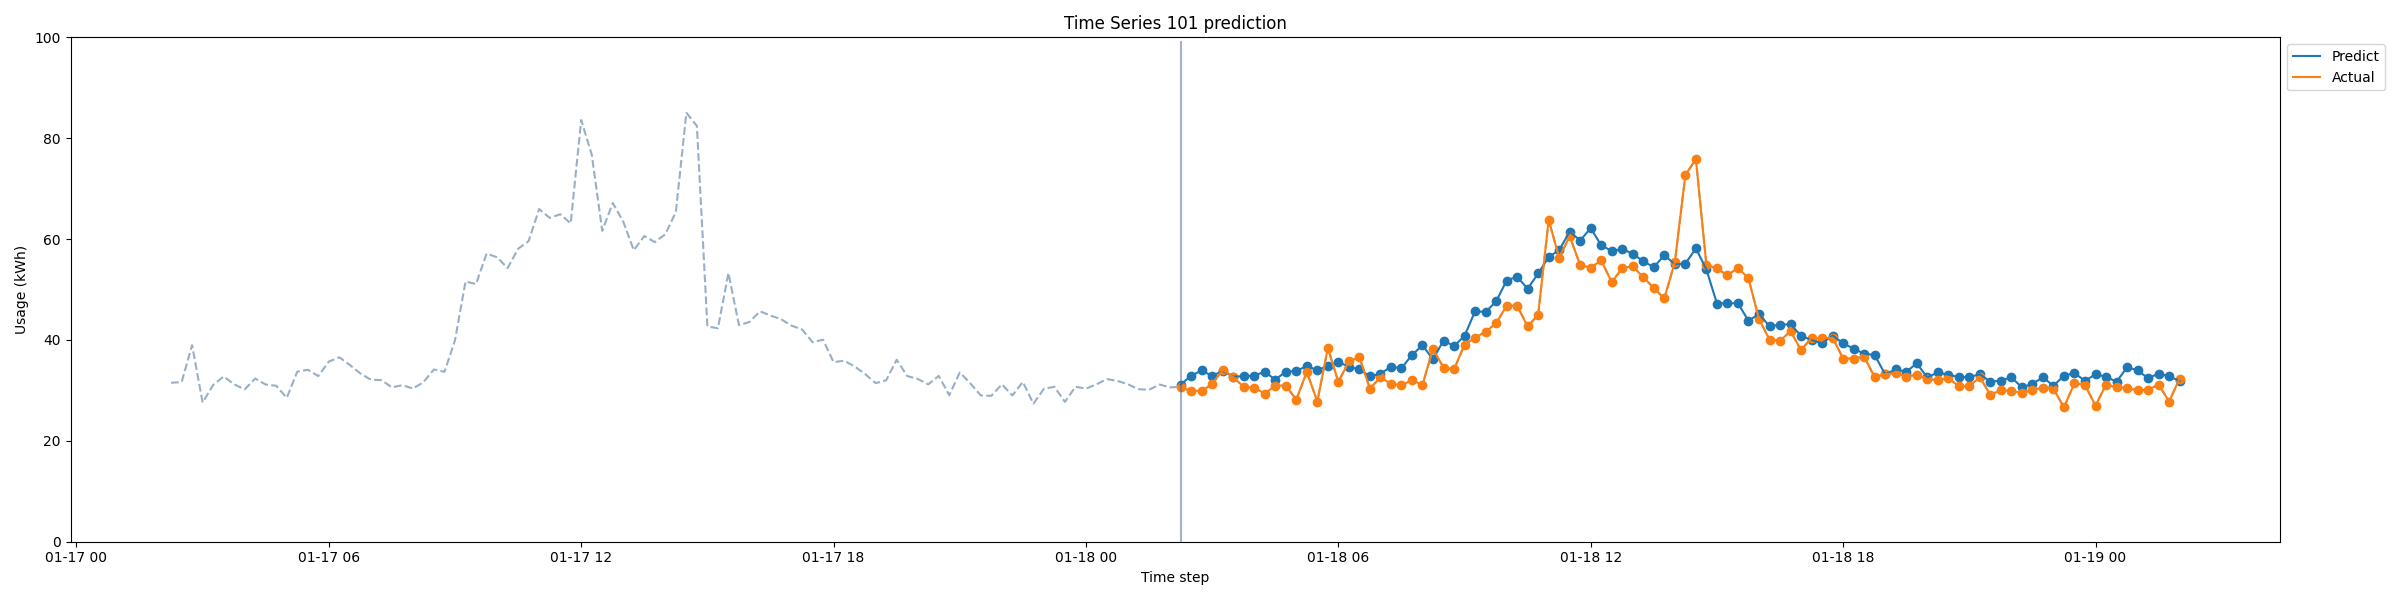 Time Series 101 prediction
Predict
Actual
Usage (kWh)
100
80
60
40
20
0
01-17 00 01-17 06 01-17 12 01-17 18 01-18 00 01-18 06 01-18 12 01-18 18 01-19 00
Time step